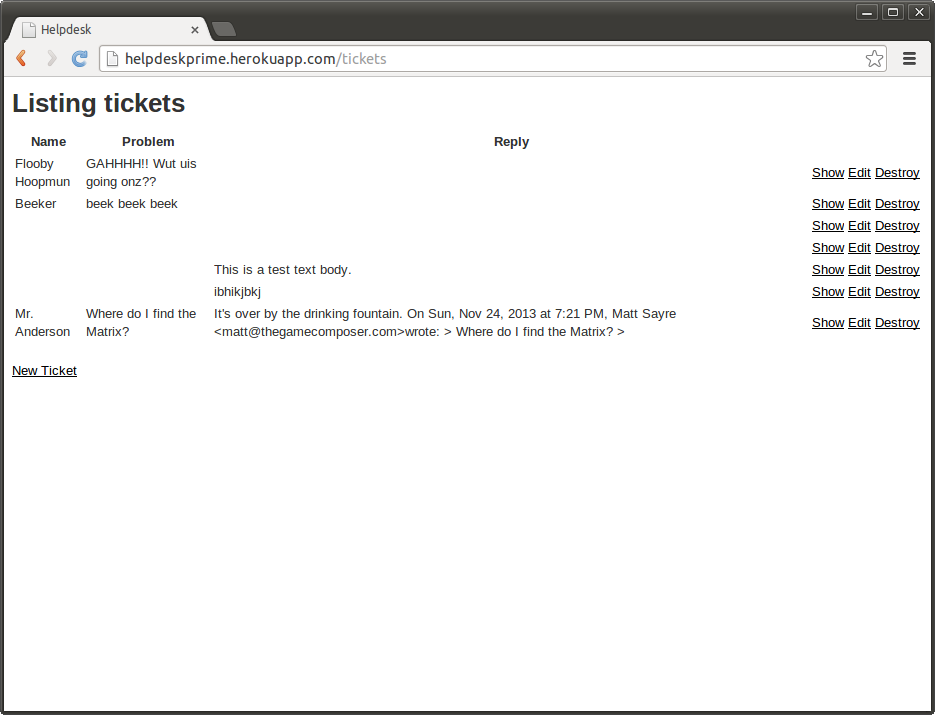 Helpdesk
helpdeskprime.herokuapp.com/tickets
Listing tickets
Name Problem Reply
Flooby GAHHHH!! Wut uis
Hoopmun going onz??
Show Edit Destroy
Beeker beek beek beek Show Edit Destroy
Show Edit Destroy
Show Edit Destroy
This is a test text body. Show Edit Destroy
ibhikjbkj Show Edit Destroy
Mr. Where do I find the It's over by the drinking fountain. On Sun, Nov 24, 2013 at 7:21 PM, Matt Sayre
Anderson Matrix? <matt@thegamecomposer.com>wrote: > Where do I find the Matrix? >
Show Edit Destroy
New Ticket